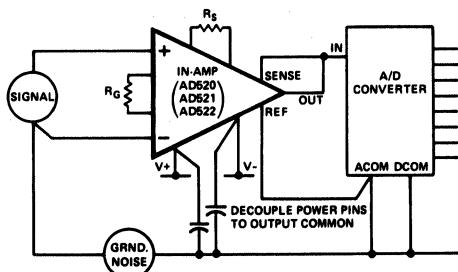 RS
IN-AMP
(AD520
AD521
AD522)
+
−
RG
SIGNAL
SENSE
OUT
REF
IN
A/D
CONVERTER
ACOM DCOM
V+
V-
DECOUPLE POWER PINS
TO OUTPUT COMMON
GRND.
NOISE